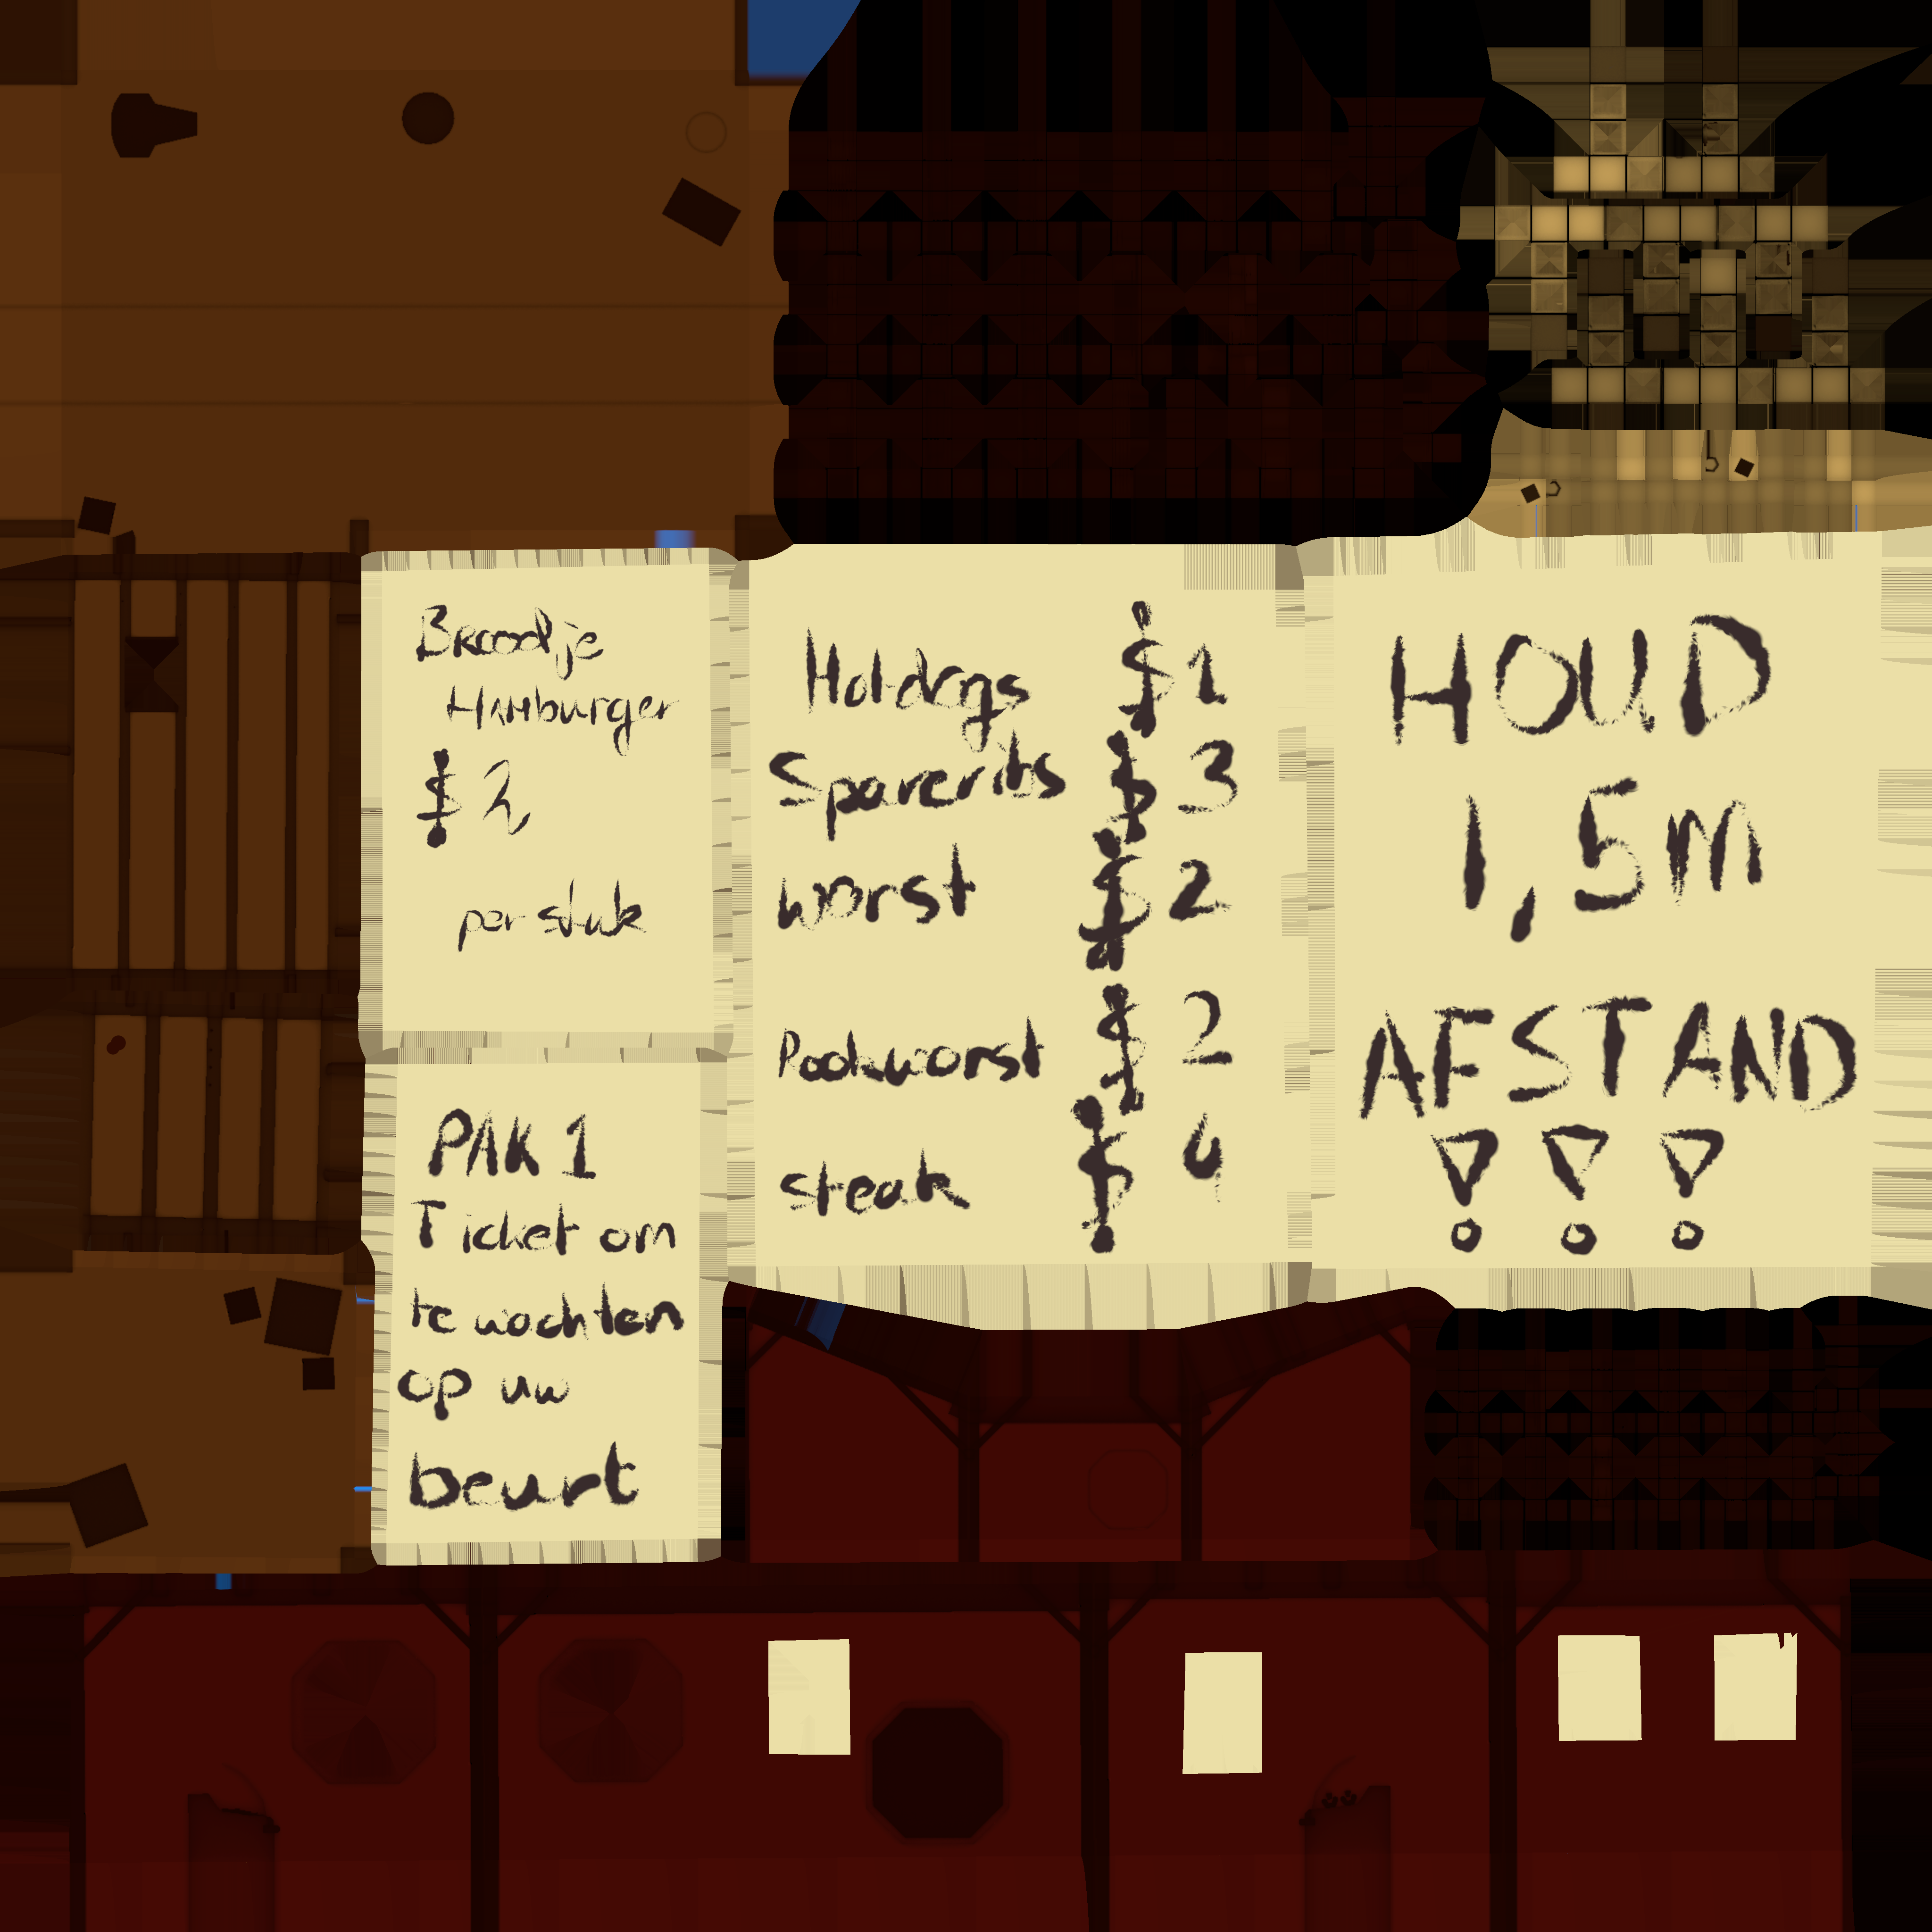 Broodje
Hamburger
$ 2
per stuk
PAK 1
Ticket om
te wachten
op uw
beurt
Hotdogs $ 1
Spareribs $ 3
worst $ 2
Rookworst $ 2
steak $ 4
HOUD
1,5m
AFSTAND
!!!